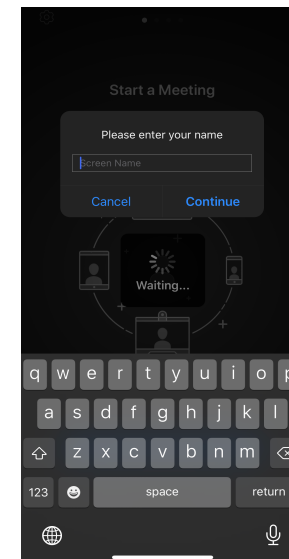 Start a Meeting
Please enter your name
Screen Name
Cancel Continue
Waiting...
q w e r t y u i o p
a s d f g h j k l
z x c v b n m
123 space return